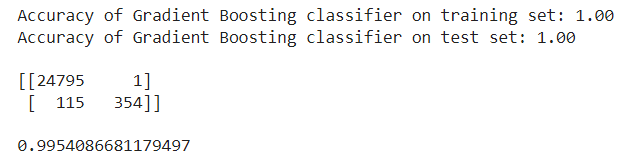 Accuracy of Gradient Boosting classifier on training set: 1.00
Accuracy of Gradient Boosting classifier on test set: 1.00
[[24795     1]
 [  115   354]]
0.9954086681179497